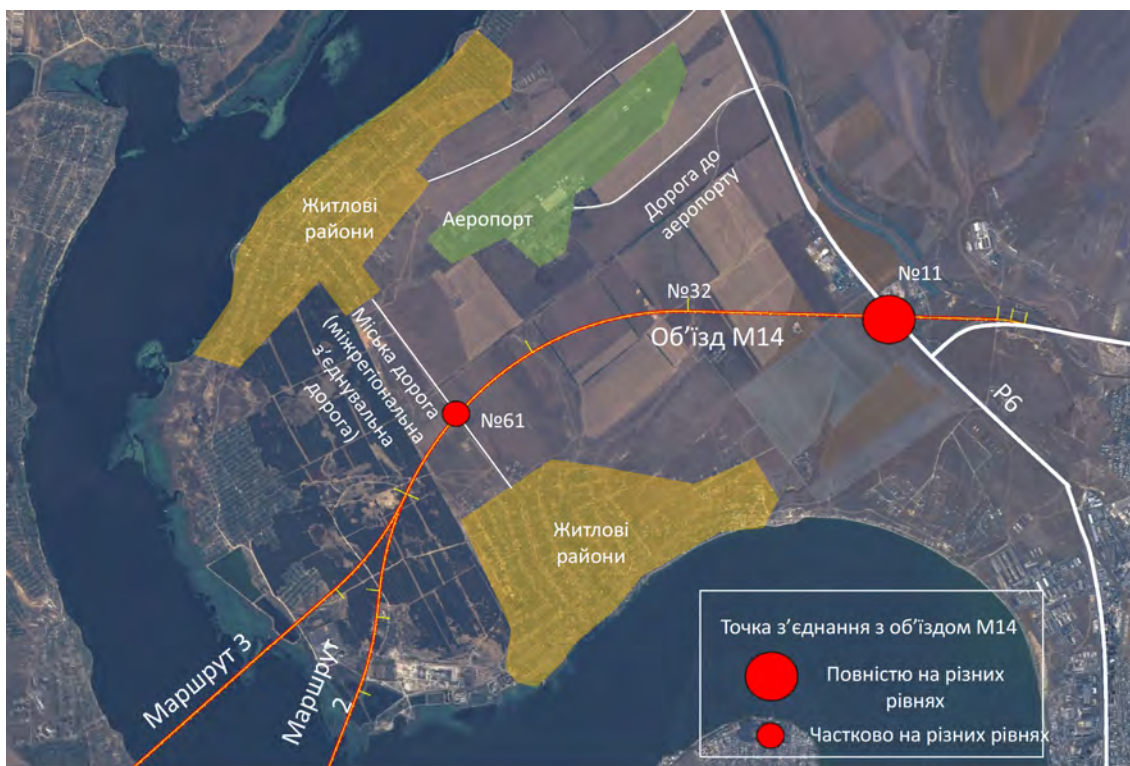 Житлові
райони
Аеропорт
Дорога до
аеропорту
№11
№32
Об’їзд М14
Міська дорога
(міжрегіональна
з’єднувальна
дорога)
№61
Р6
Житлові
райони
Маршрут 3
Маршрут
2
Точка з’єднання з об’їздом М14
Повністю на різних
рівнях
Частково на різних рівнях